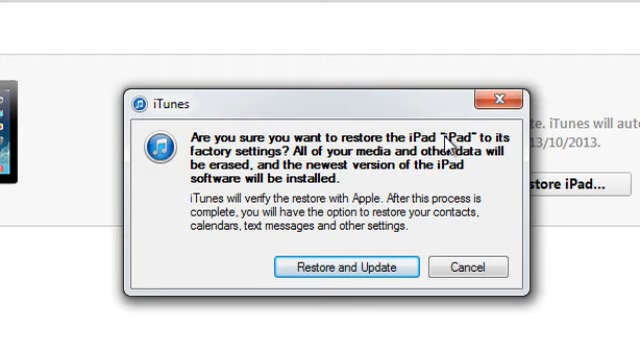 iTunes
te. iTunes will auto
13/10/2013.
Are you sure you want to restore the iPad "iPad" to its
factory settings? All of your media and other data will
be erased, and the newest version of the iPad
software will be installed.
store iPad...
iTunes will verify the restore with Apple. After this process is
complete, you will have the option to restore your contacts,
calendars, text messages and other settings.
Restore and Update
Cancel